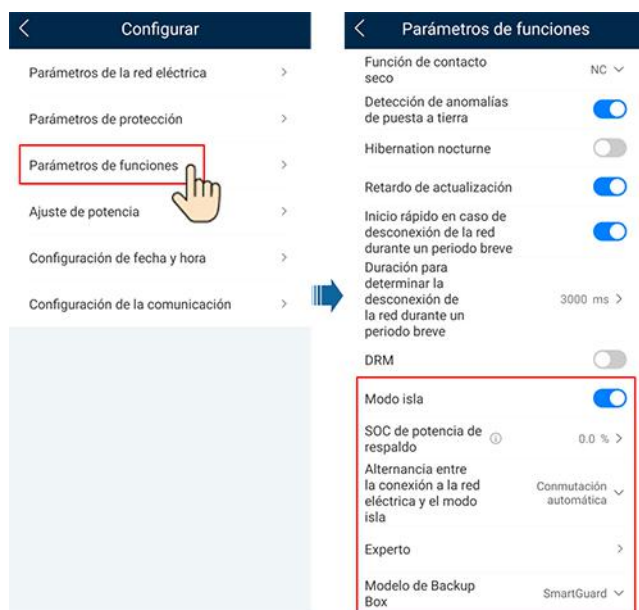 Configurar
Parámetros de la red eléctrica
Parámetros de protección
Parámetros de funciones
Ajuste de potencia
Configuración de fecha y hora
Configuración de la comunicación
Parámetros de funciones
Función de contacto
seco
NC
Detección de anomalías
de puesta a tierra
Hibernation nocturne
Retardo de actualización
Inicio rápido en caso de
desconexión de la red
durante un periodo breve
Duración para
determinar la
desconexión de
la red durante un
periodo breve
3000 ms
DRM
Modo isla
SOC de potencia de
respaldo
0.0 %
Alternancia entre
la conexión a la red
eléctrica y el modo
isla
Conmutación
automática
Experto
Modelo de Backup
Box
SmartGuard